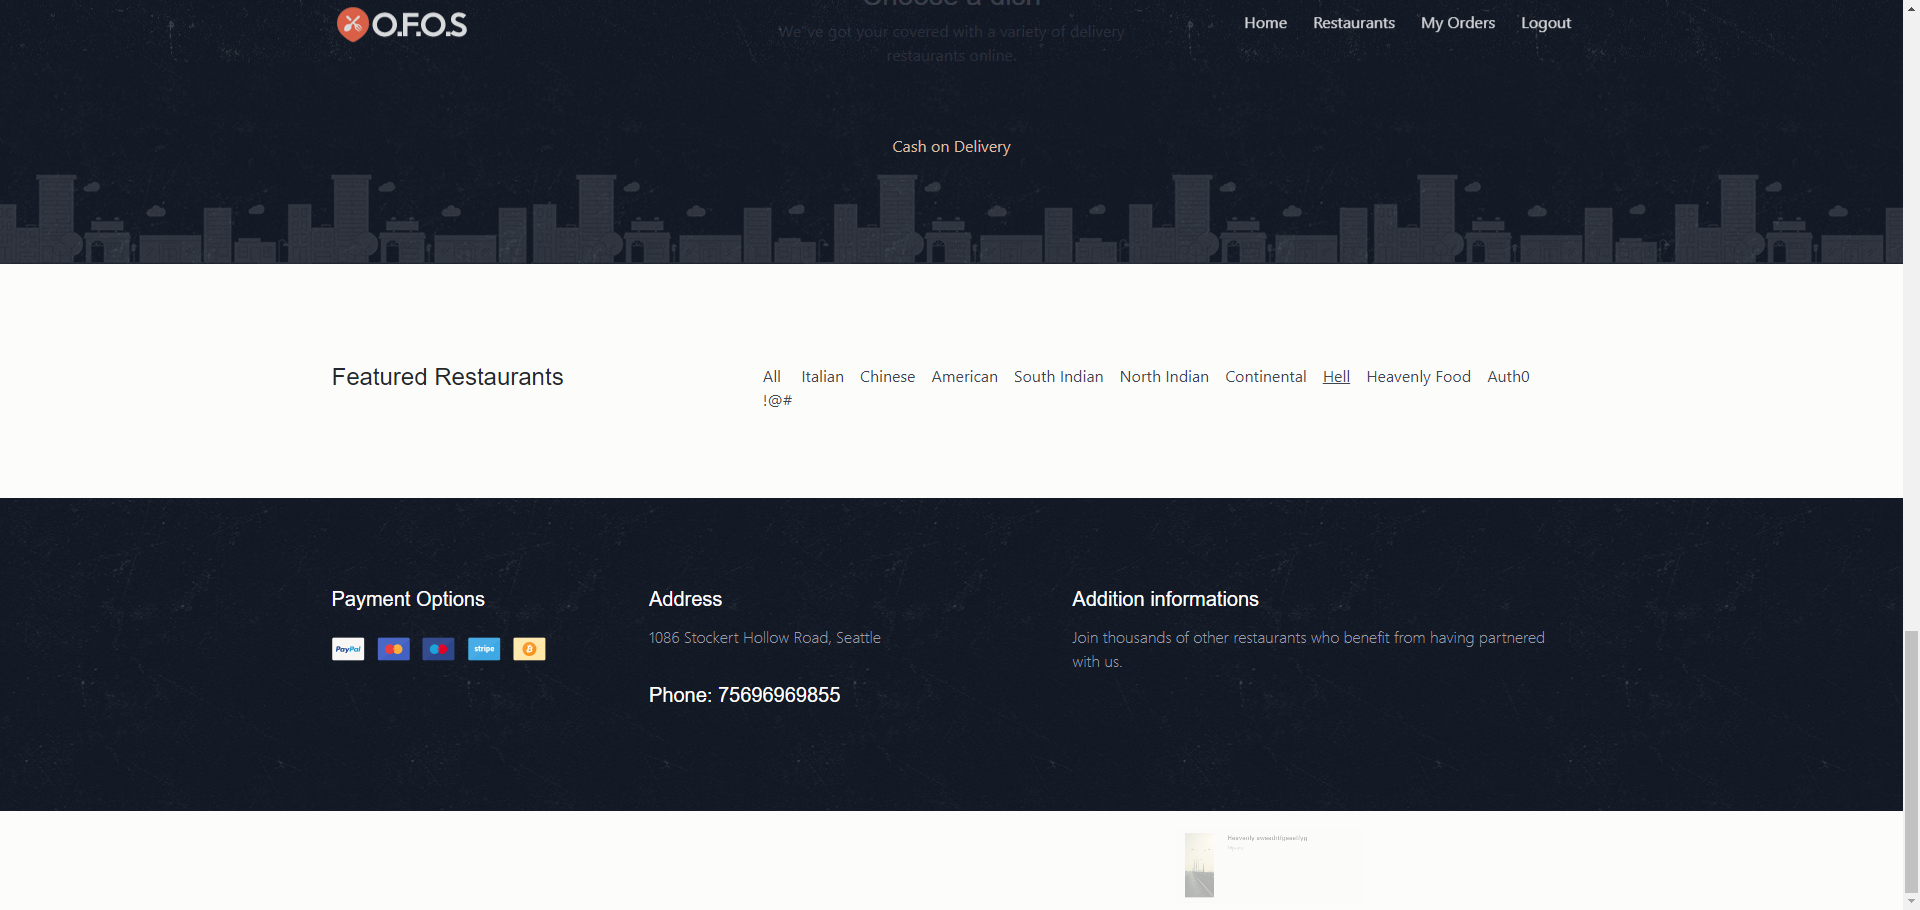 Choose a dish
O.F.O.S
Home Restaurants My Orders Logout
We've got your covered with a variety of delivery
restaurants online.
Cash on Delivery
Featured Restaurants
All Italian Chinese American South Indian North Indian Continental Hell Heavenly Food Auth0
!@#
Payment Options
PayPal stripe
Address
1086 Stockert Hollow Road, Seattle
Phone: 75696969855
Addition informations
Join thousands of other restaurants who benefit from having partnered
with us.
Heavenly